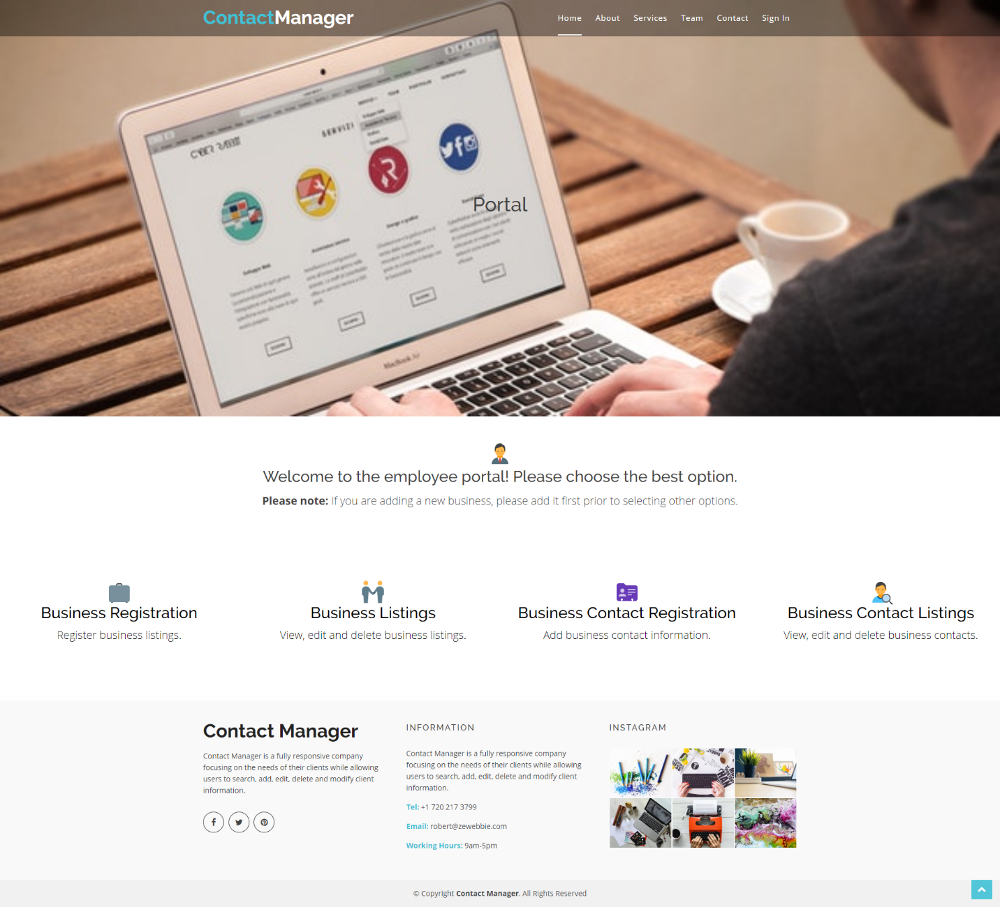 ContactManager
Home About Services Team Contact Sign In
CYBER RABBIT
SERVIZI
Portal
MacBook Air
Welcome to the employee portal! Please choose the best option.
Please note: If you are adding a new business, please add it first prior to selecting other options.
Business Registration
Register business listings.
Business Listings
View, edit and delete business listings.
Business Contact Registration
Add business contact information.
Business Contact Listings
View, edit and delete business contacts.
Contact Manager
Contact Manager is a fully responsive company
focusing on the needs of their clients while allowing
users to search, add, edit, delete and modify client
information.
INFORMATION
Contact Manager is a fully responsive company
focusing on the needs of their clients while allowing
users to search, add, edit, delete and modify client
information.
Tel: +1 720 217 3799
Email: robert@zewebbie.com
Working Hours: 9am-5pm
INSTAGRAM
© Copyright Contact Manager. All Rights Reserved